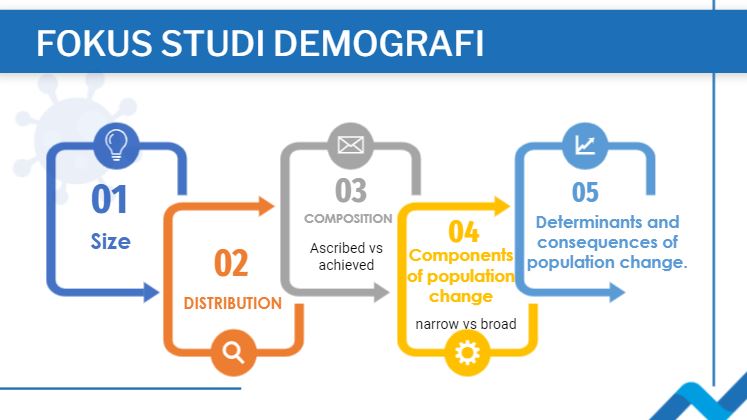 FOKUS STUDI DEMOGRAFI
01
Size
02
DISTRIBUTION
03
COMPOSITION
Ascribed vs
achieved
04
Components
of population
change
narrow vs broad
05
Determinants and
consequences of
population change.